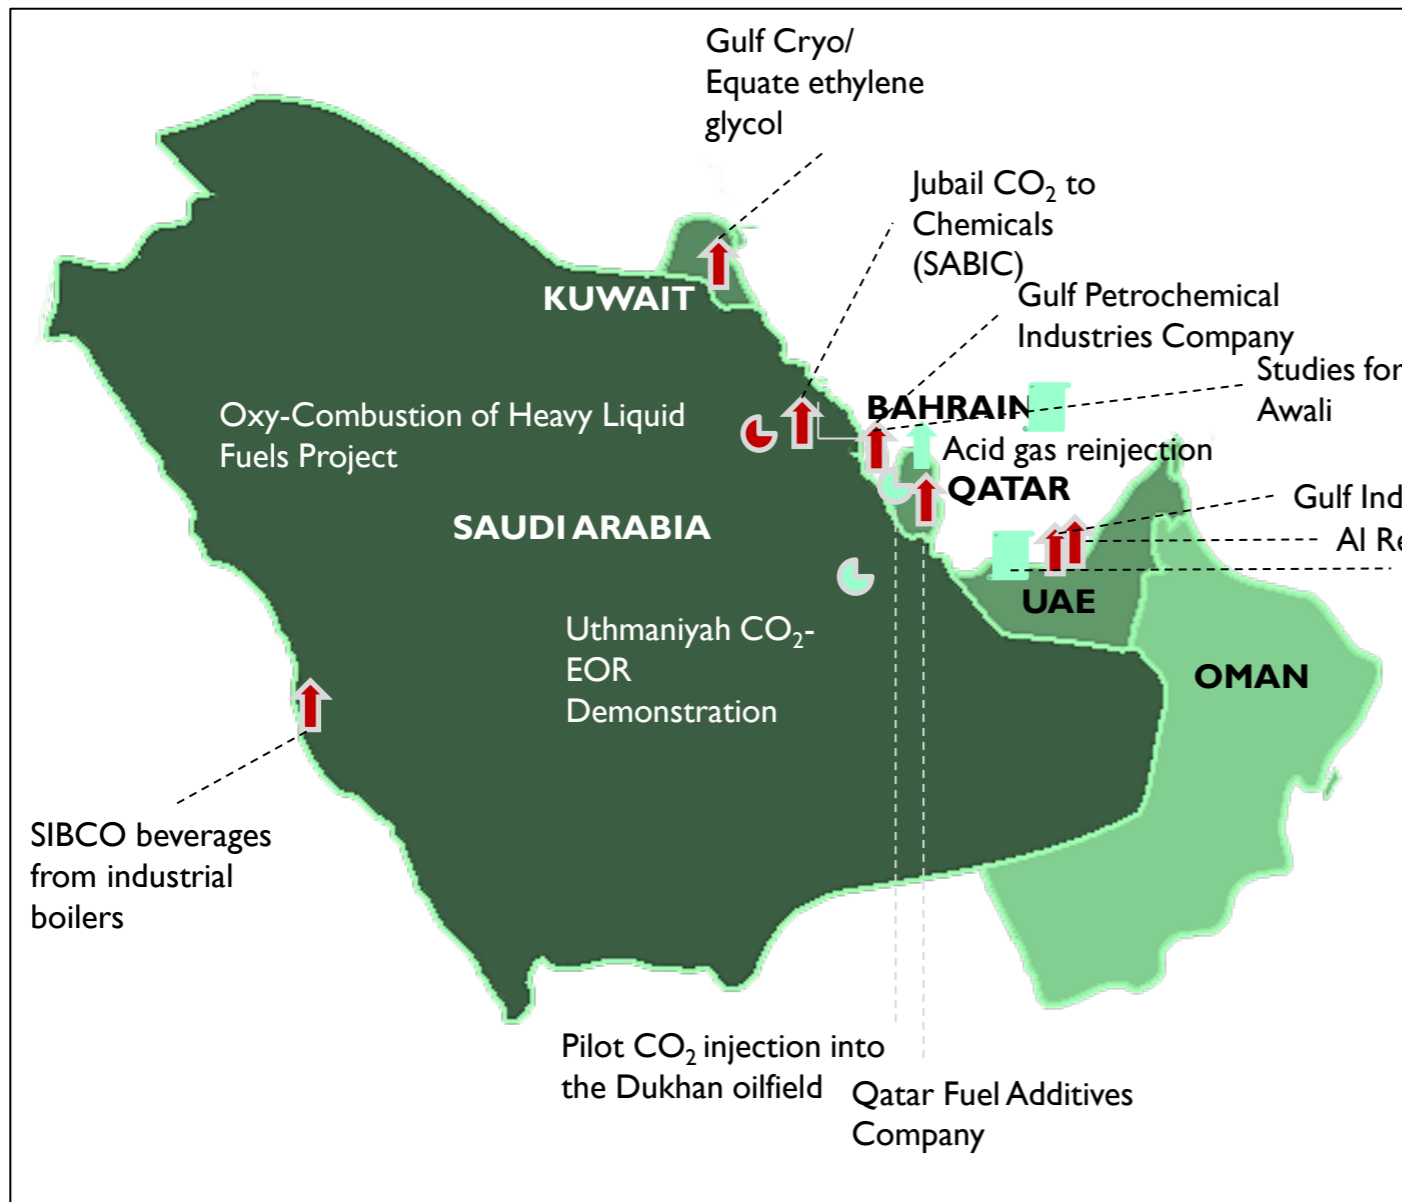 Gulf Cryo/
Equate ethylene
glycol
Jubail CO₂ to
Chemicals
(SABIC)
Gulf Petrochemical
Industries Company
KUWAIT
Studies for
Awali
BAHRAIN
Oxy-Combustion of Heavy Liquid
Fuels Project
Acid gas reinjection
QATAR
Gulf Ind
SAUDI ARABIA
Al Re
UAE
Uthmaniyah CO₂-
EOR
Demonstration
OMAN
SIBCO beverages
from industrial
boilers
Pilot CO₂ injection into
the Dukhan oilfield
Qatar Fuel Additives
Company